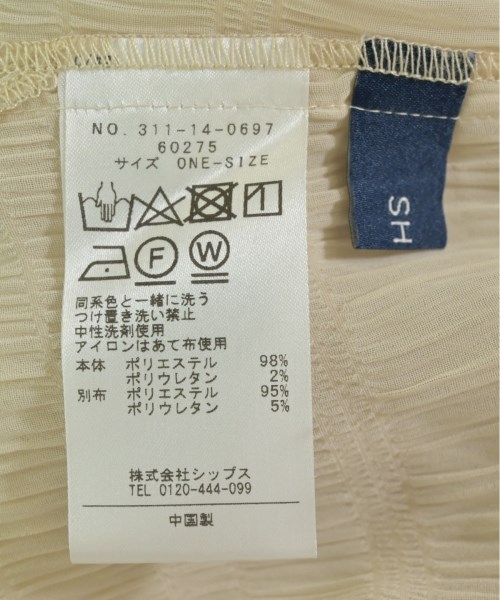 NO. 311-14-0697
60275
サイズ ONE-SIZE
F
W
同系色と一緒に洗う
つけ置き洗い禁止
中性洗剤使用
アイロンはあて布使用
本体 ポリエステル 98%
ポリウレタン 2%
別布 ポリエステル 95%
ポリウレタン 5%
株式会社シップス
TEL 0120-444-099
中国製
SH